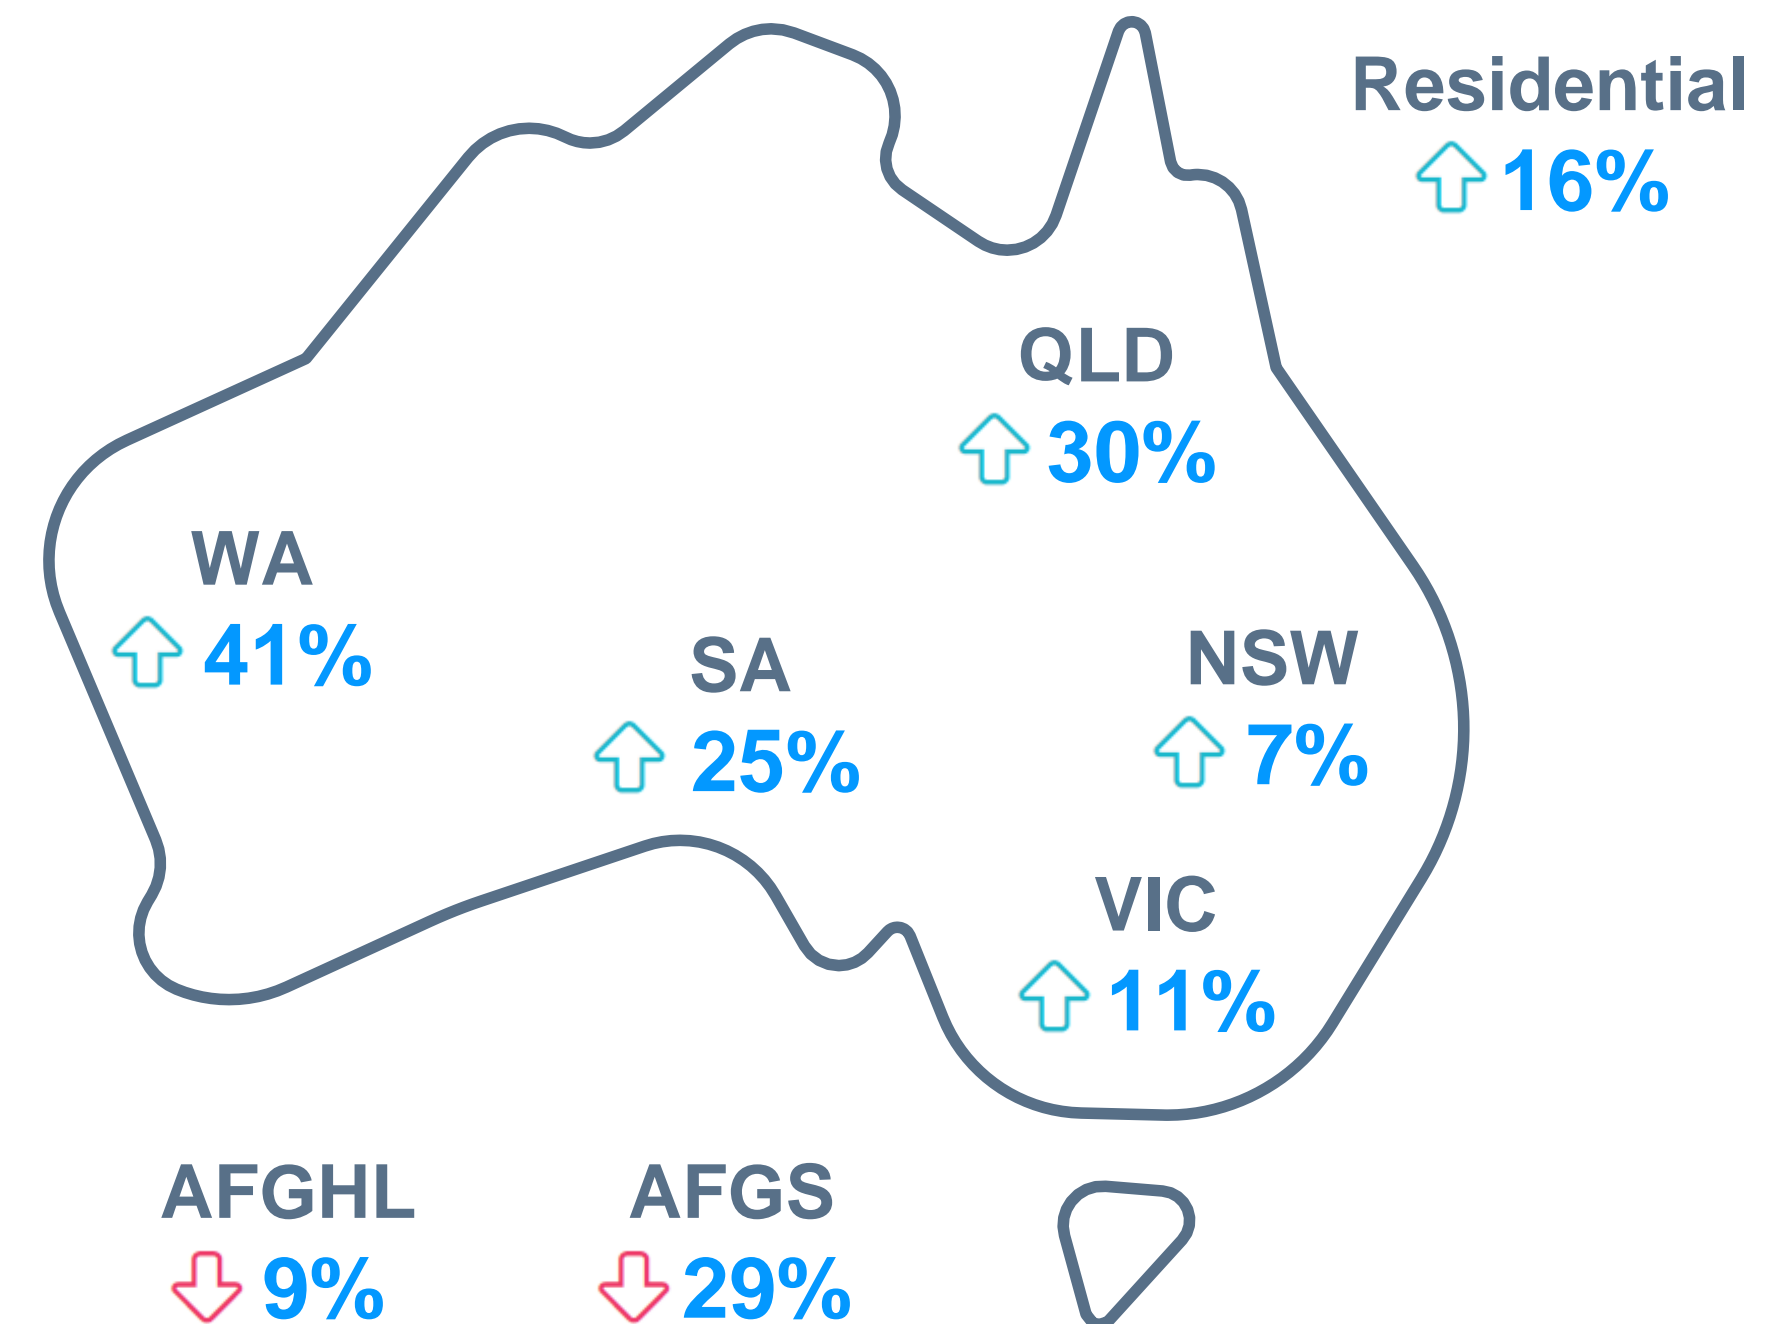 Residential
16%
QLD
30%
WA
41%
SA
25%
NSW
7%
VIC
11%
AFGHL
9%
AFGS
29%